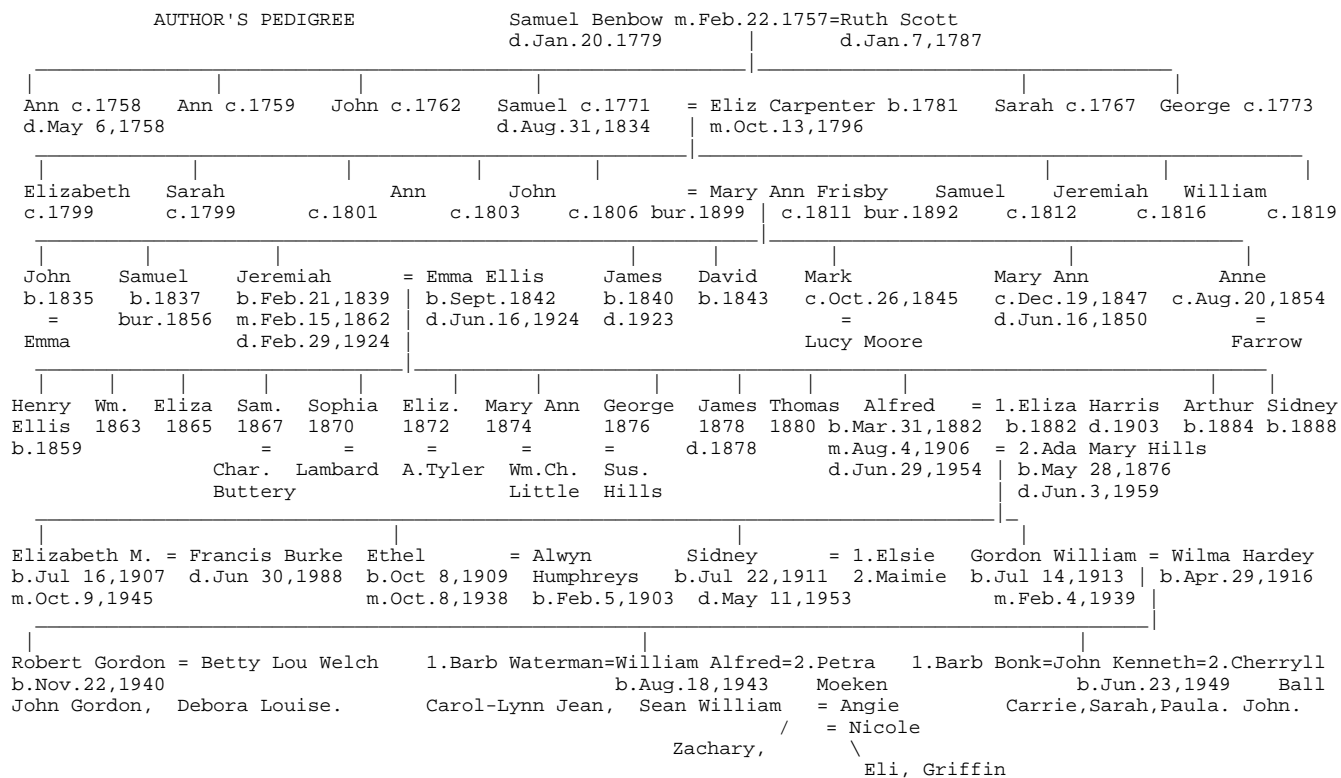 AUTHOR'S PEDIGREE Samuel Benbow m.Feb.22.1757=Ruth Scott
d.Jan.20.1779 d.Jan.7,1787
Ann c.1758 Ann c.1759 John c.1762 Samuel c.1771 = Eliz Carpenter b.1781 Sarah c.1767 George c.1773
d.May 6,1758 d.Aug.31,1834 m.Oct.13,1796
Elizabeth Sarah Ann John = Mary Ann Frisby Samuel Jeremiah William
c.1799 c.1799 c.1801 c.1803 c.1806 bur.1899 c.1811 bur.1892 c.1812 c.1816 c.1819
John Samuel Jeremiah = Emma Ellis James David Mark Mary Ann Anne
b.1835 b.1837 b.Feb.21,1839 b.Sept.1842 b.1840 b.1843 c.Oct.26,1845 c.Dec.19,1847 c.Aug.20,1854
= bur.1856 m.Feb.15,1862 d.Jun.16,1924 d.1923 = d.Jun.16,1850 =
Emma d.Feb.29,1924 Lucy Moore Farrow
Henry Wm. Eliza Sam. Sophia Eliz. Mary Ann George James Thomas Alfred = 1.Eliza Harris Arthur Sidney
Ellis 1863 1865 1867 1870 1872 1874 1876 1878 1880 b.Mar.31,1882 b.1882 d.1903 b.1884 b.1888
b.1859 = = = = = d.1878 m.Aug.4,1906 = 2.Ada Mary Hills
Char. Lambard A.Tyler Wm.Ch. Sus. d.Jun.29,1954 b.May 28,1876
Buttery Little Hills d.Jun.3,1959
Elizabeth M. = Francis Burke Ethel = Alwyn Sidney = 1.Elsie Gordon William = Wilma Hardey
b.Jul 16,1907 d.Jun 30,1988 b.Oct 8,1909 Humphreys b.Jul 22,1911 2.Maimie b.Jul 14,1913 b.Apr.29,1916
m.Oct.9,1945 m.Oct.8,1938 b.Feb.5,1903 d.May 11,1953 m.Feb.4,1939
Robert Gordon = Betty Lou Welch 1.Barb Waterman=William Alfred=2.Petra 1.Barb Bonk=John Kenneth=2.Cherryll
b.Nov.22,1940 b.Aug.18,1943 Moeken b.Jun.23,1949 Ball
John Gordon, Debora Louise. Carol-Lynn Jean, Sean William = Angie Carrie,Sarah,Paula. John.
/ = Nicole
Zachary, \
Eli, Griffin